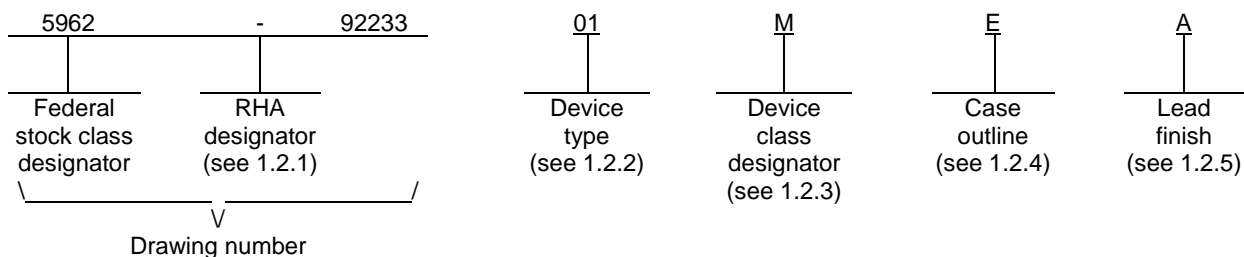 5962 - 92233 01 M E A
Federal stock class designator
RHA designator (see 1.2.1)
Device type (see 1.2.2)
Device class designator (see 1.2.3)
Case outline (see 1.2.4)
Lead finish (see 1.2.5)
Drawing number